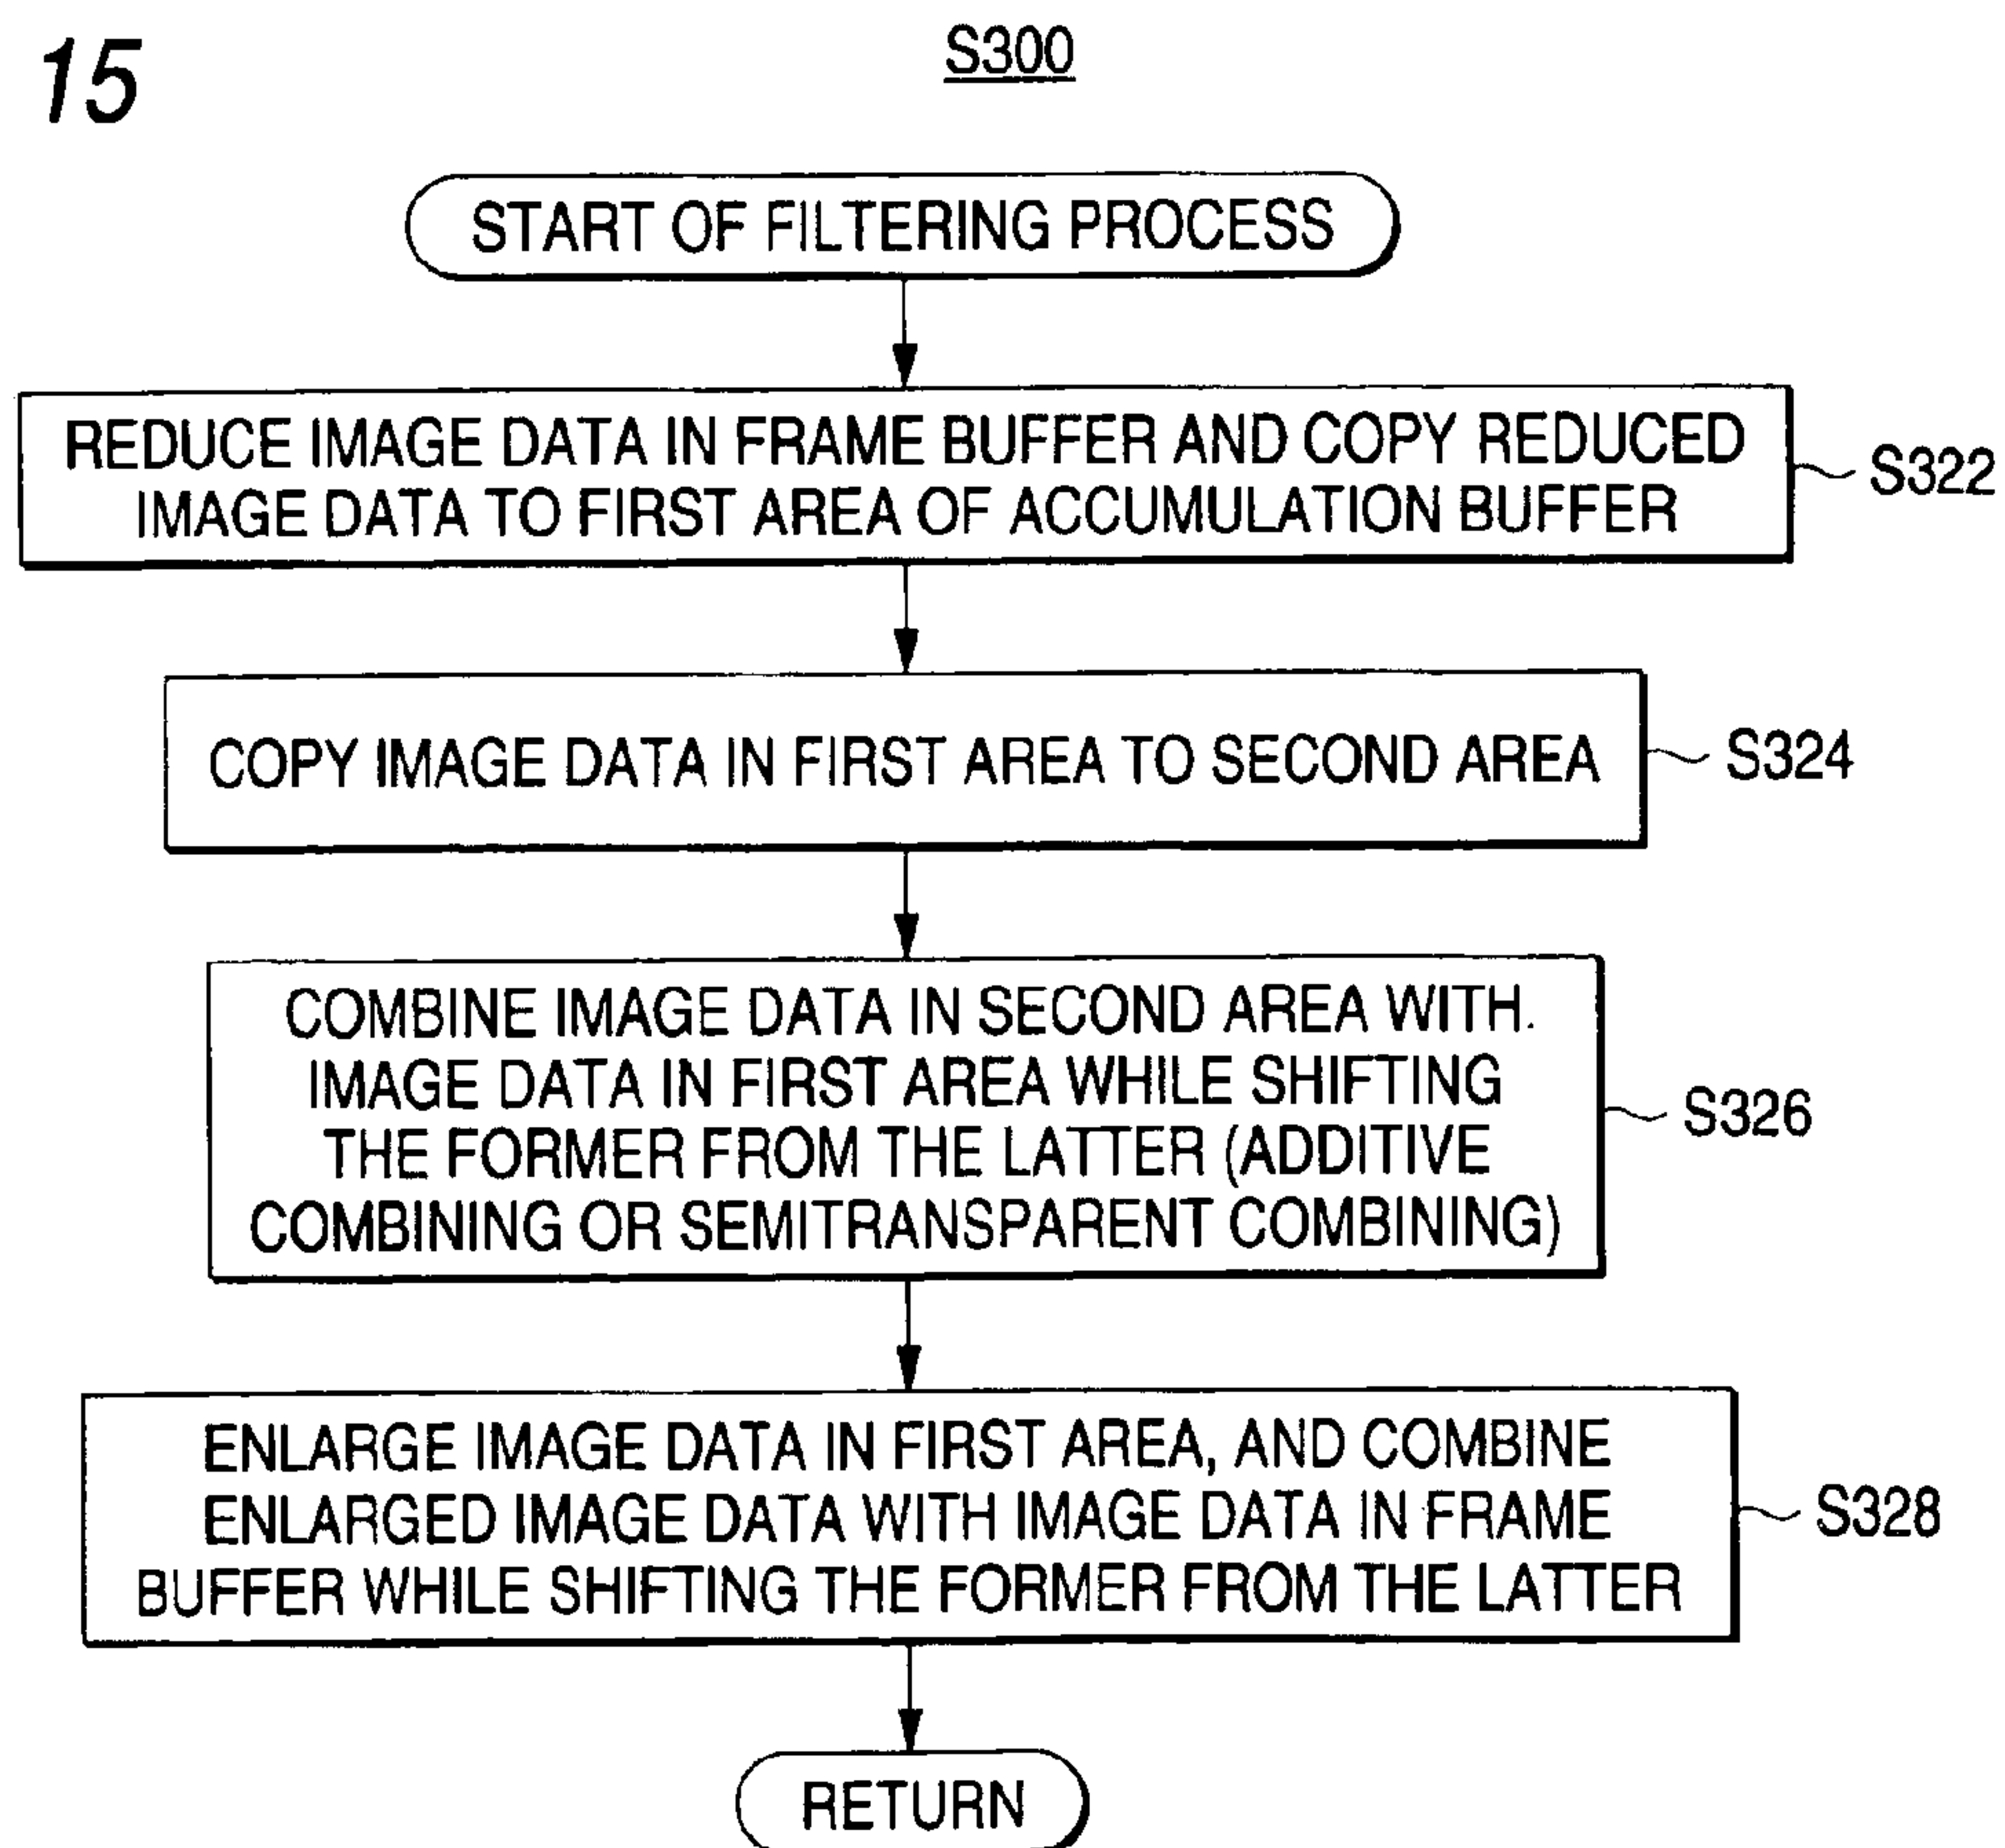 15
S300
START OF FILTERING PROCESS
REDUCE IMAGE DATA IN FRAME BUFFER AND COPY REDUCED
IMAGE DATA TO FIRST AREA OF ACCUMULATION BUFFER
S322
COPY IMAGE DATA IN FIRST AREA TO SECOND AREA
S324
COMBINE IMAGE DATA IN SECOND AREA WITH.
IMAGE DATA IN FIRST AREA WHILE SHIFTING
THE FORMER FROM THE LATTER (ADDITIVE
COMBINING OR SEMITRANSPARENT COMBINING)
S326
ENLARGE IMAGE DATA IN FIRST AREA, AND COMBINE
ENLARGED IMAGE DATA WITH IMAGE DATA IN FRAME
BUFFER WHILE SHIFTING THE FORMER FROM THE LATTER
S328
RETURN